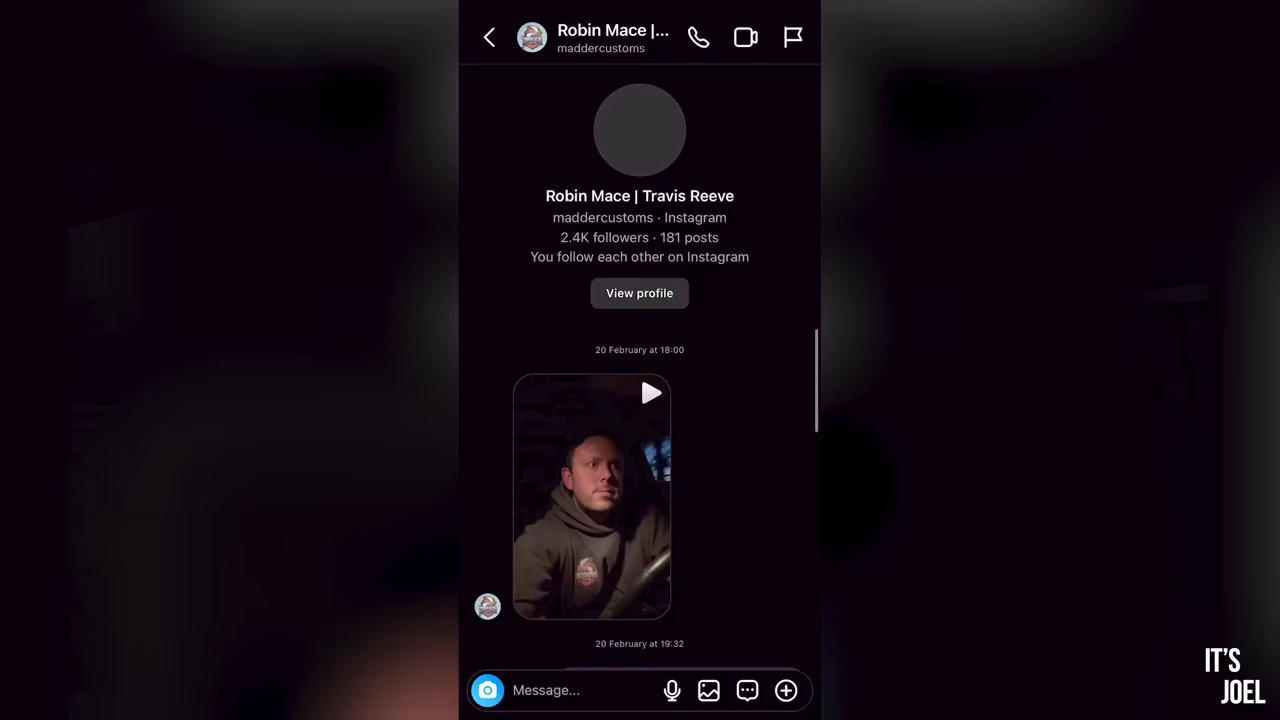 Robin Mace |...
maddercustoms
Robin Mace | Travis Reeve
maddercustoms · Instagram
2.4K followers · 181 posts
You follow each other on Instagram
View profile
20 February at 18:00
20 February at 19:32
Message...
IT'S
JOEL